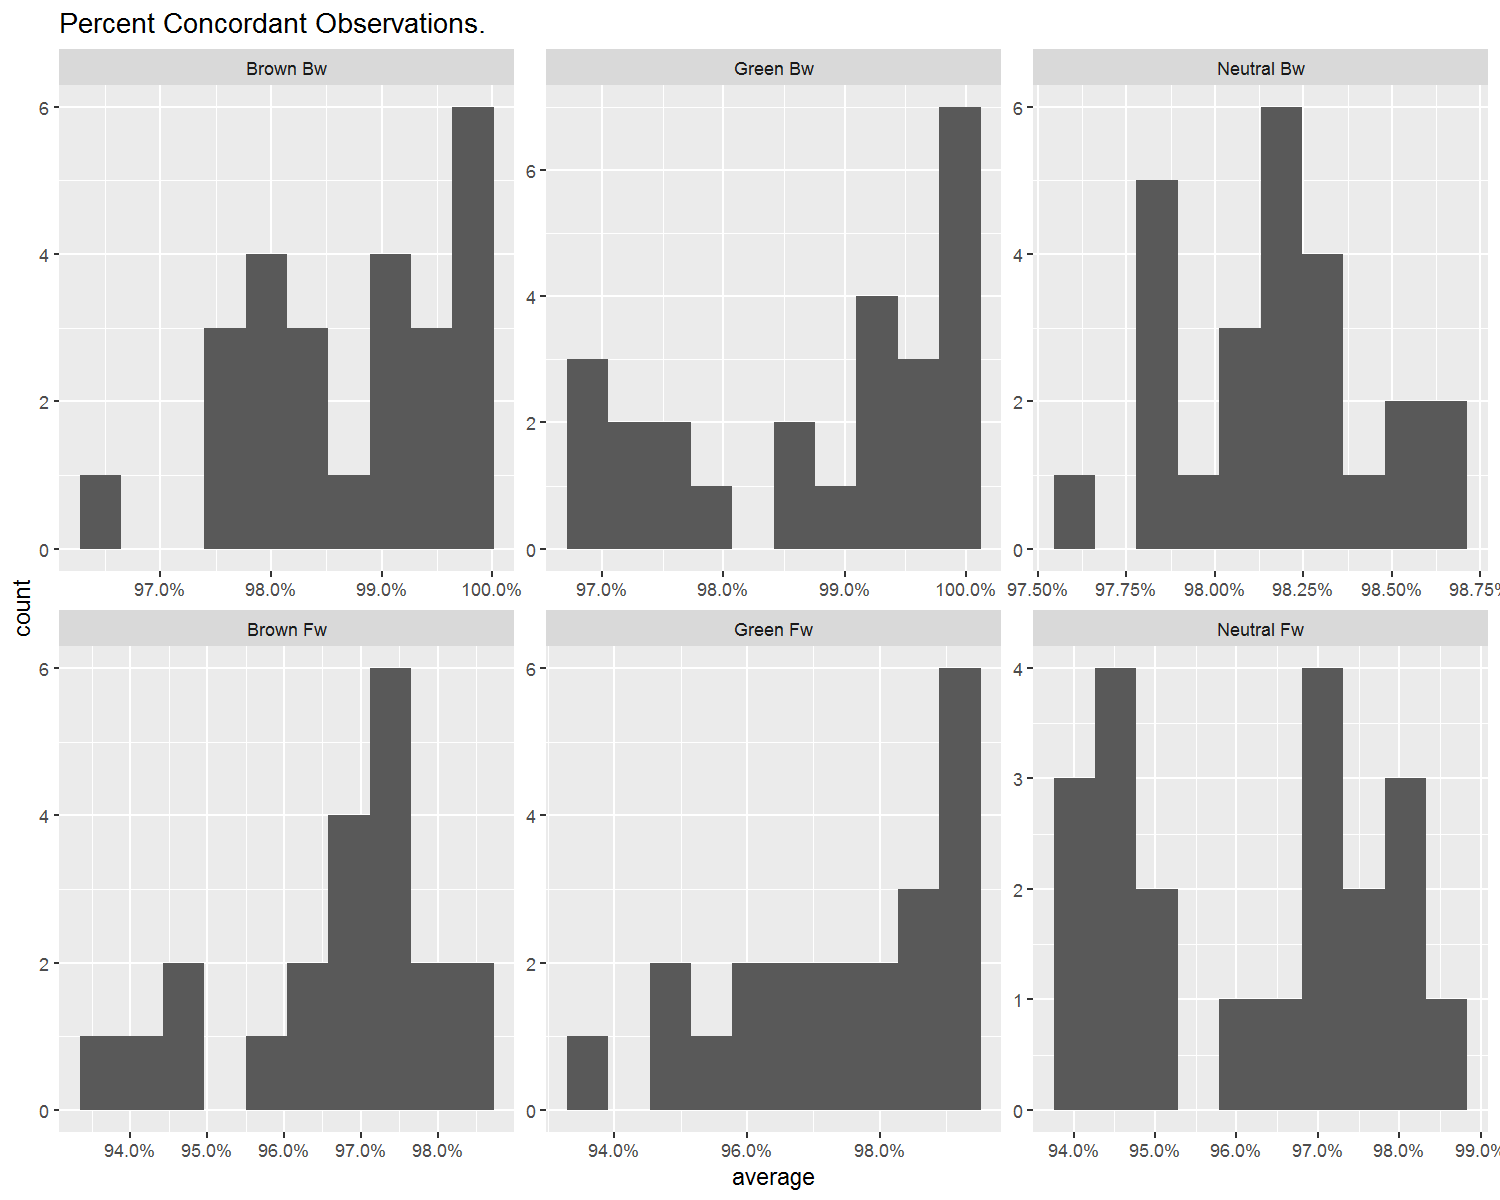 Percent Concordant Observations.
Brown Bw Green Bw Neutral Bw
6
4
2
0
6
4
2
0
6
4
2
0
97.0% 98.0% 99.0% 100.0%
97.0% 98.0% 99.0% 100.0%
97.50% 97.75% 98.00% 98.25% 98.50% 98.75%
count
Brown Fw Green Fw Neutral Fw
6
4
2
0
6
4
2
0
4
3
2
1
0
94.0% 95.0% 96.0% 97.0% 98.0%
94.0% 96.0% 98.0%
94.0% 95.0% 96.0% 97.0% 98.0% 99.0%
average